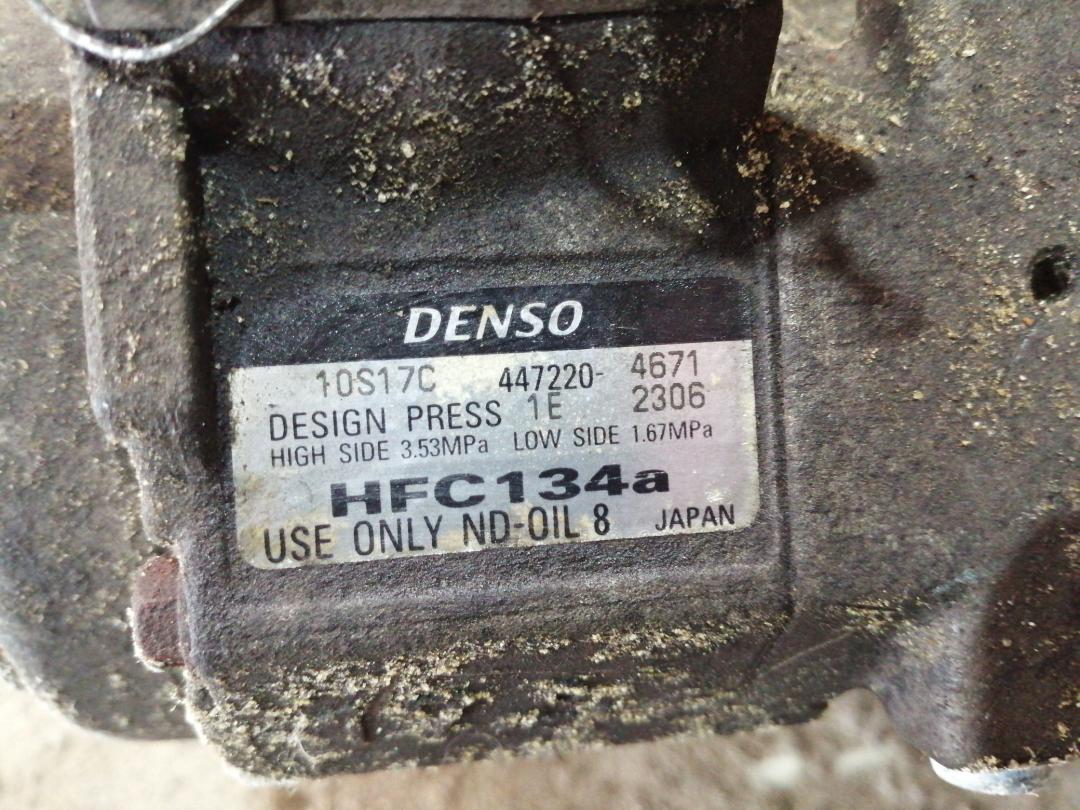 DENSO
10S17C 447220- 4671
DESIGN PRESS 1E 2306
HIGH SIDE 3.53MPa LOW SIDE 1.67MPa
HFC134a
USE ONLY ND-OIL 8 JAPAN